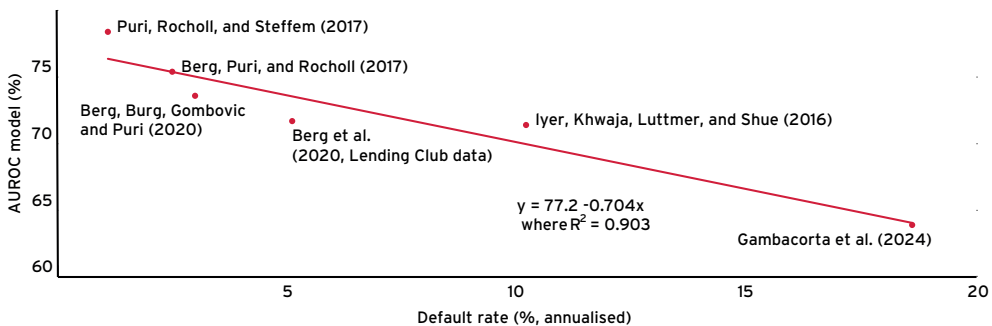 Puri, Rocholl, and Steffem (2017)
75
Berg, Puri, and Rocholl (2017)
Berg, Burg, Gombovic
and Puri (2020)
Berg et al.
(2020, Lending Club data)
Iyer, Khwaja, Luttmer, and Shue (2016)
70
AUROC model (%)
65
y = 77.2 -0.704x
where R² = 0.903
Gambacorta et al. (2024)
60
5
10
15
20
Default rate (%, annualised)